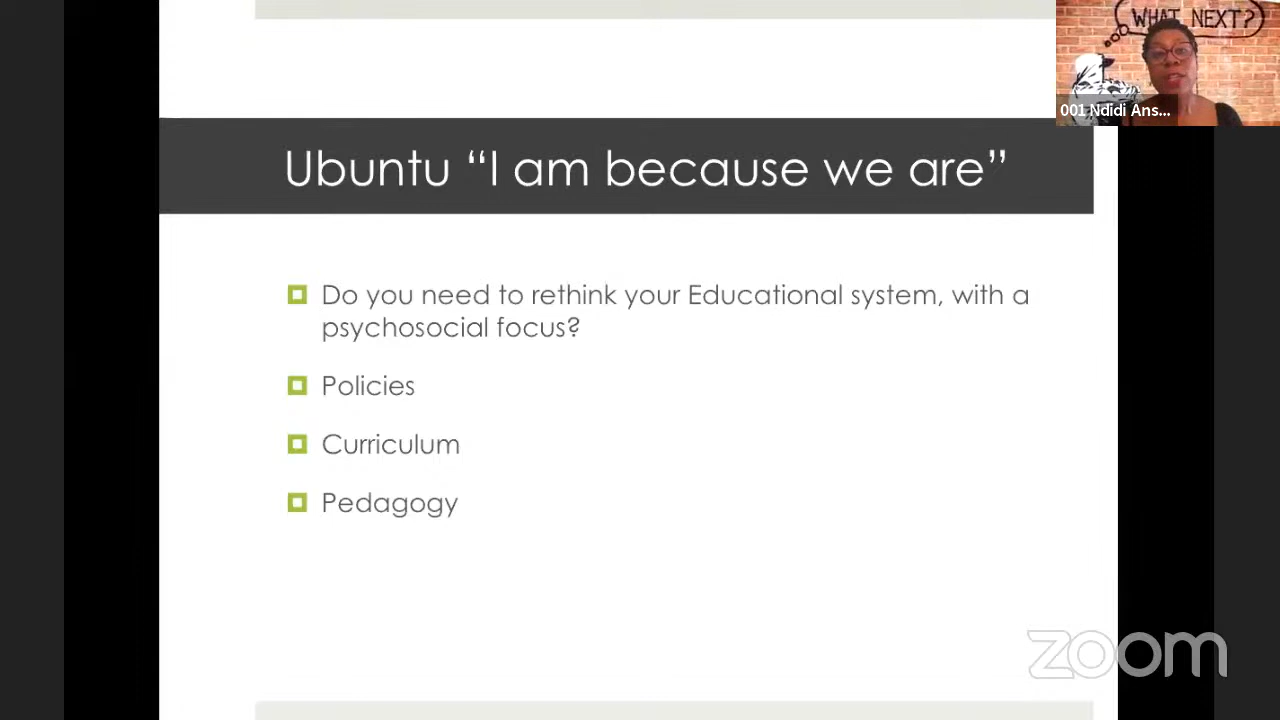 WHAT NEXT?
001 Ndidi Ans...
Ubuntu “I am because we are”
Do you need to rethink your Educational system, with a
psychosocial focus?
Policies
Curriculum
Pedagogy
zoom